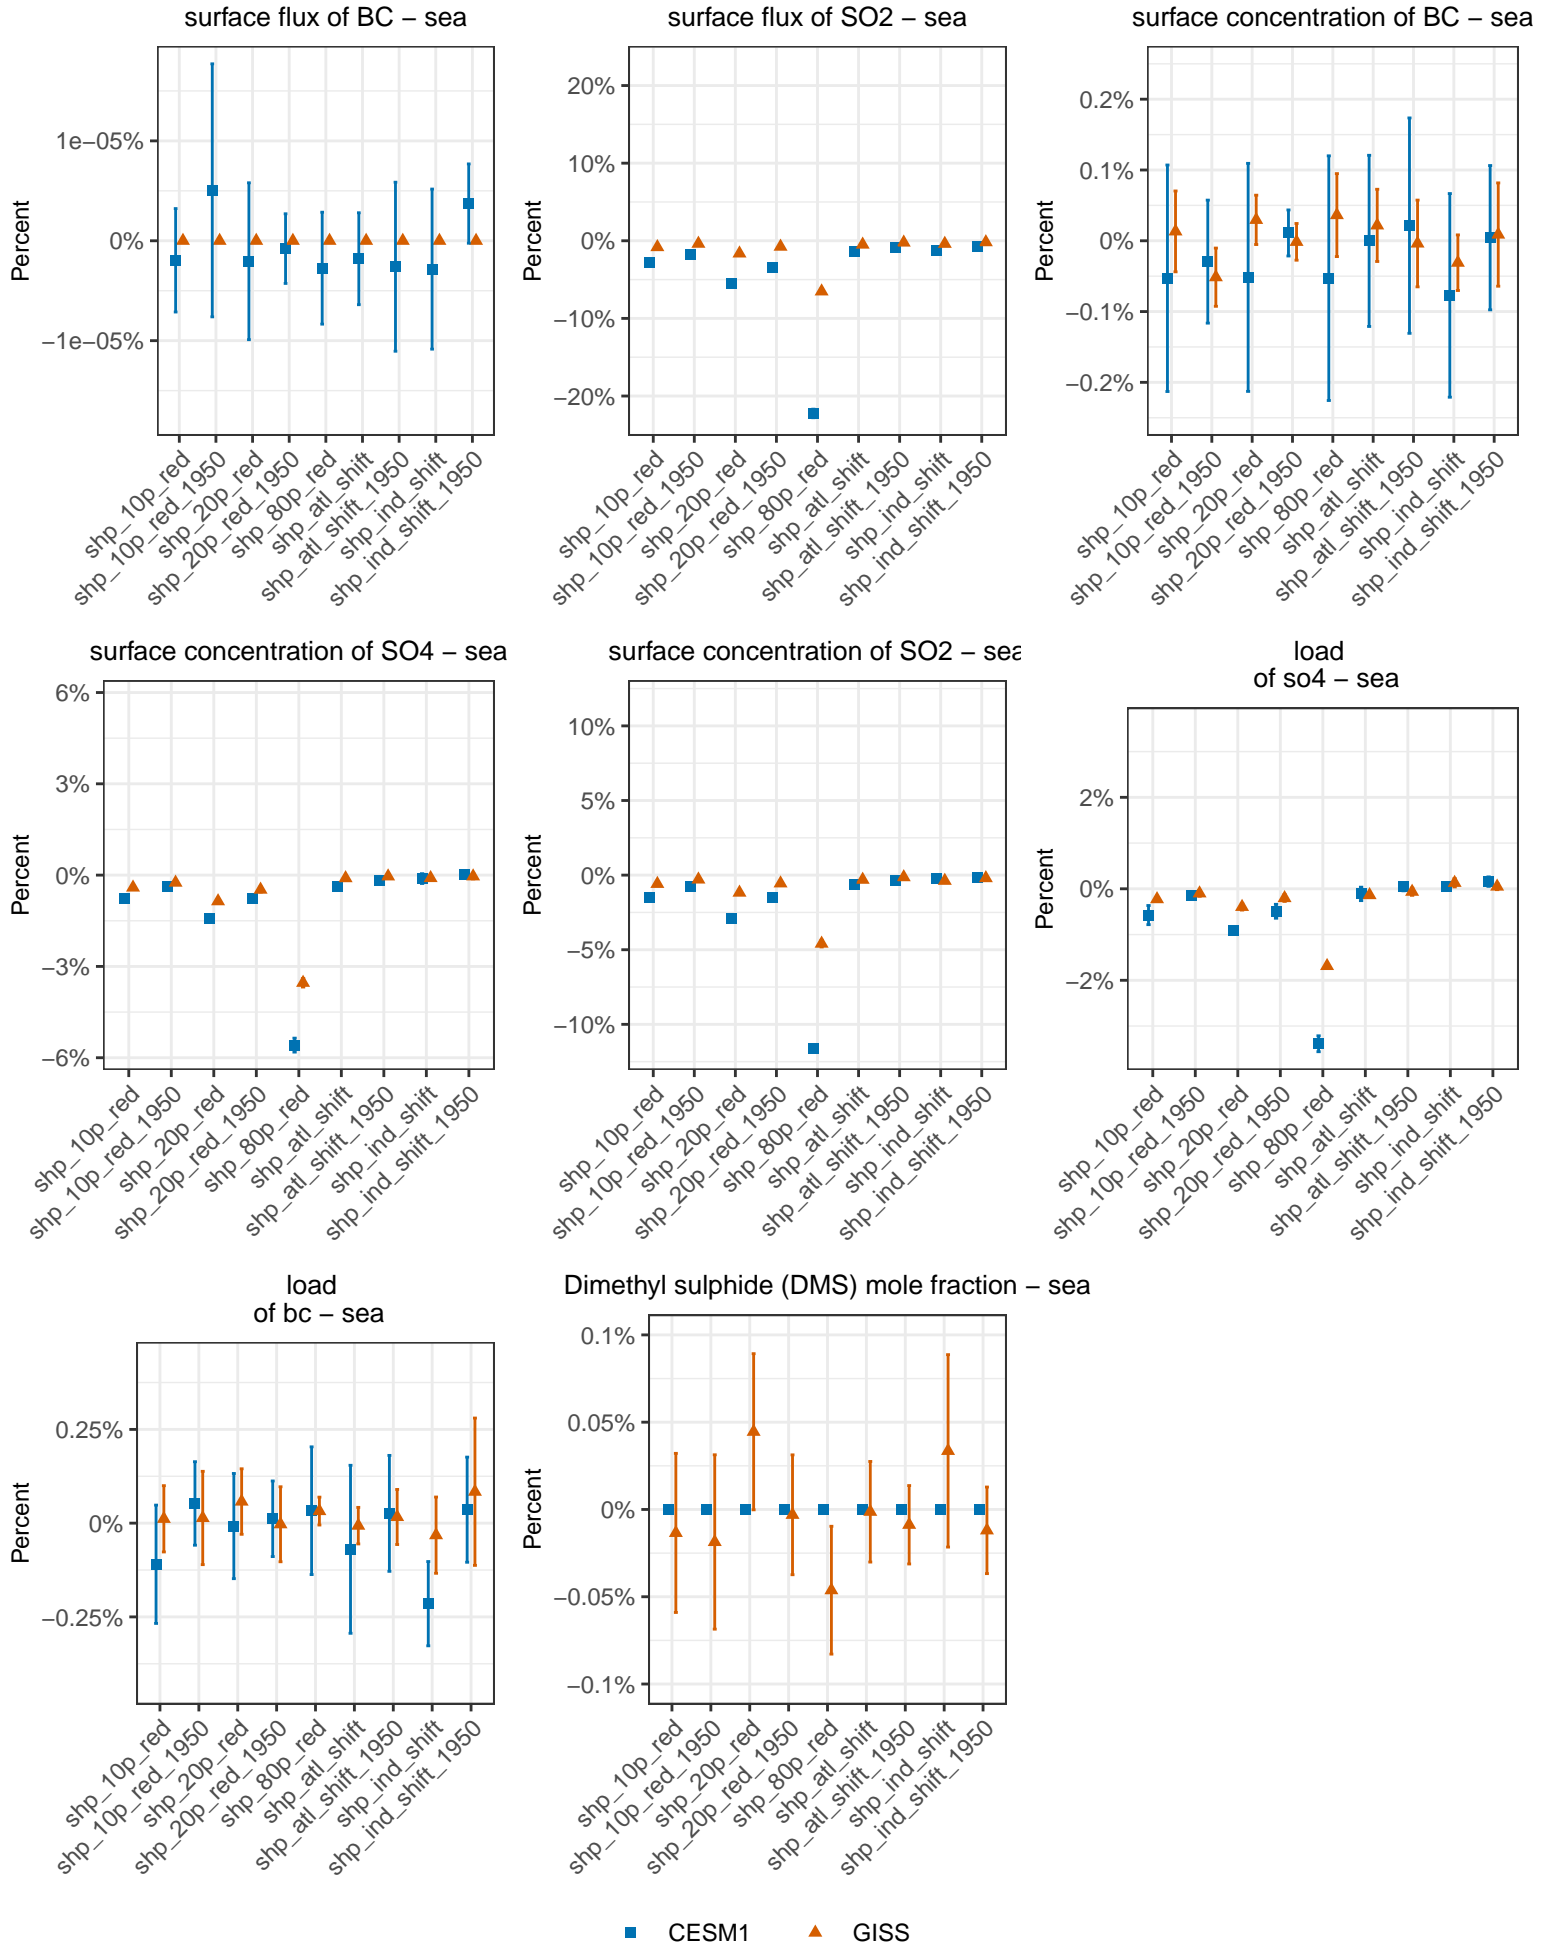 surface flux of BC − sea
Percent
1e−05%
0%
−1e−05%
shp_10p_red
shp_10p_red_1950
shp_20p_red
shp_20p_red_1950
shp_80p_red
shp_atl_shift
shp_atl_shift_1950
shp_ind_shift
shp_ind_shift_1950
surface flux of SO2 − sea
Percent
20%
10%
0%
−10%
−20%
shp_10p_red
shp_10p_red_1950
shp_20p_red
shp_20p_red_1950
shp_80p_red
shp_atl_shift
shp_atl_shift_1950
shp_ind_shift
shp_ind_shift_1950
surface concentration of BC − sea
Percent
0.2%
0.1%
0%
−0.1%
−0.2%
shp_10p_red
shp_10p_red_1950
shp_20p_red
shp_20p_red_1950
shp_80p_red
shp_atl_shift
shp_atl_shift_1950
shp_ind_shift
shp_ind_shift_1950
surface concentration of SO4 − sea
Percent
6%
3%
0%
−3%
−6%
shp_10p_red
shp_10p_red_1950
shp_20p_red
shp_20p_red_1950
shp_80p_red
shp_atl_shift
shp_atl_shift_1950
shp_ind_shift
shp_ind_shift_1950
surface concentration of SO2 − sea
Percent
10%
5%
0%
−5%
−10%
shp_10p_red
shp_10p_red_1950
shp_20p_red
shp_20p_red_1950
shp_80p_red
shp_atl_shift
shp_atl_shift_1950
shp_ind_shift
shp_ind_shift_1950
load
of so4 − sea
Percent
2%
0%
−2%
shp_10p_red
shp_10p_red_1950
shp_20p_red
shp_20p_red_1950
shp_80p_red
shp_atl_shift
shp_atl_shift_1950
shp_ind_shift
shp_ind_shift_1950
load
of bc − sea
Percent
0.25%
0%
−0.25%
shp_10p_red
shp_10p_red_1950
shp_20p_red
shp_20p_red_1950
shp_80p_red
shp_atl_shift
shp_atl_shift_1950
shp_ind_shift
shp_ind_shift_1950
Dimethyl sulphide (DMS) mole fraction − sea
Percent
0.1%
0.05%
0%
−0.05%
−0.1%
shp_10p_red
shp_10p_red_1950
shp_20p_red
shp_20p_red_1950
shp_80p_red
shp_atl_shift
shp_atl_shift_1950
shp_ind_shift
shp_ind_shift_1950
CESM1
GISS